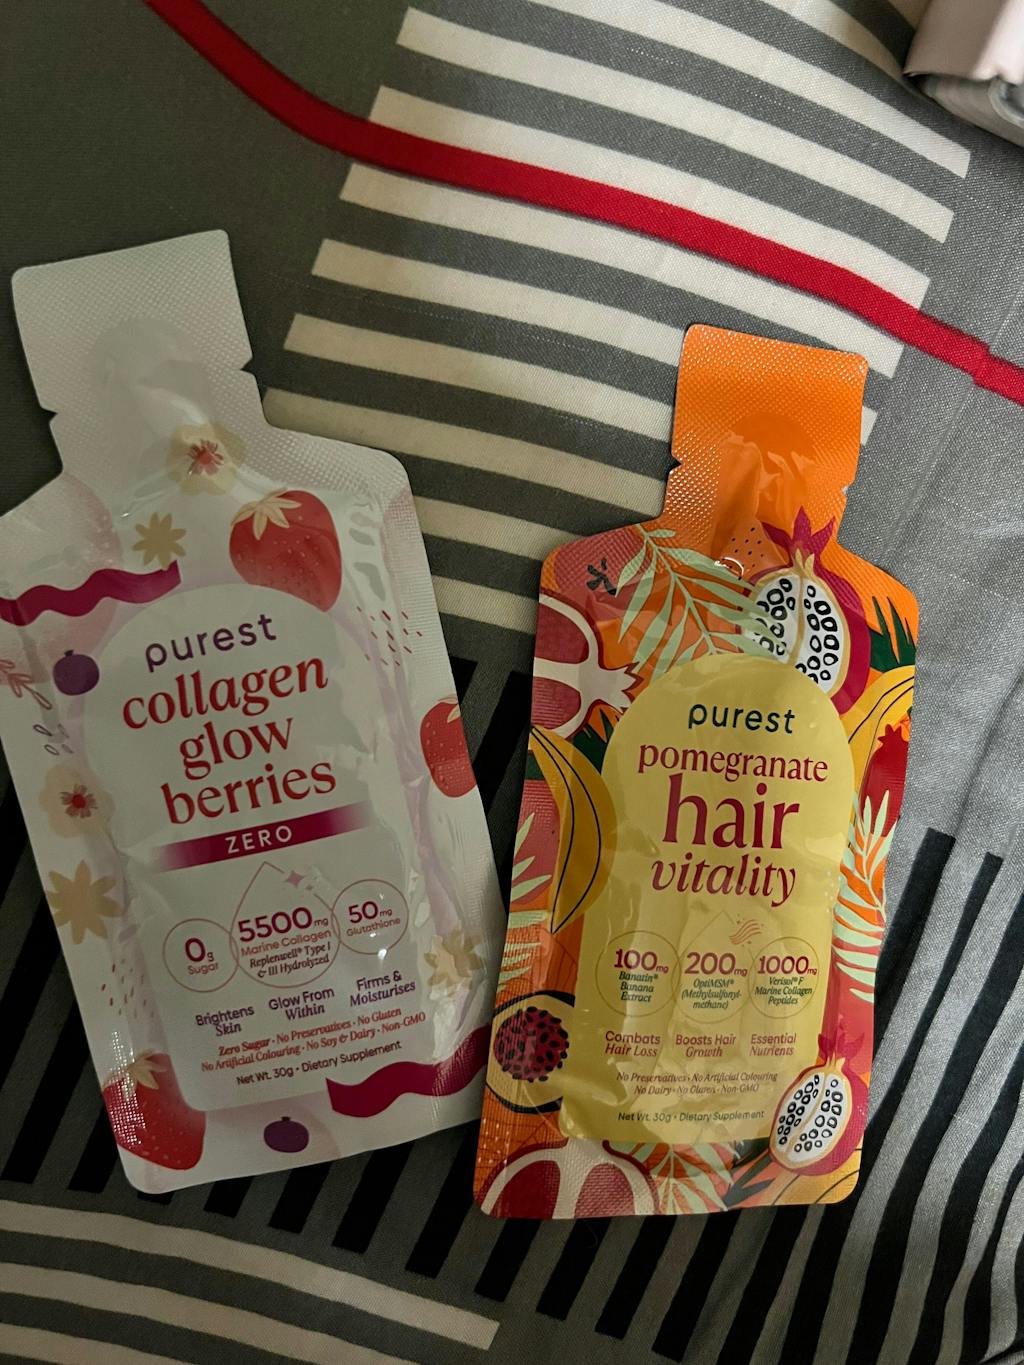 purest
collagen
glow
berries
ZERO
0g
Sugar
5500mg
Marine Collagen
Replenwell® Type I
& III Hydrolyzed
50mg
Glutathione
Brightens
Skin
Glow From
Within
Firms &
Moisturises
Zero Sugar • No Preservatives • No Gluten
No Artificial Colouring • No Soy & Dairy • Non-GMO
Net Wt. 30g • Dietary Supplement
purest
pomegranate
hair
vitality
100mg
Banatin®
Banana
Extract
200mg
OptiMSM®
(Methylsulfonyl-
methane)
1000mg
Verisol® F
Marine Collagen
Peptides
Combats
Hair Loss
Boosts Hair
Growth
Essential
Nutrients
No Preservatives • No Artificial Colouring
No Dairy • No Gluten • Non-GMO
Net Wt. 30g • Dietary Supplement